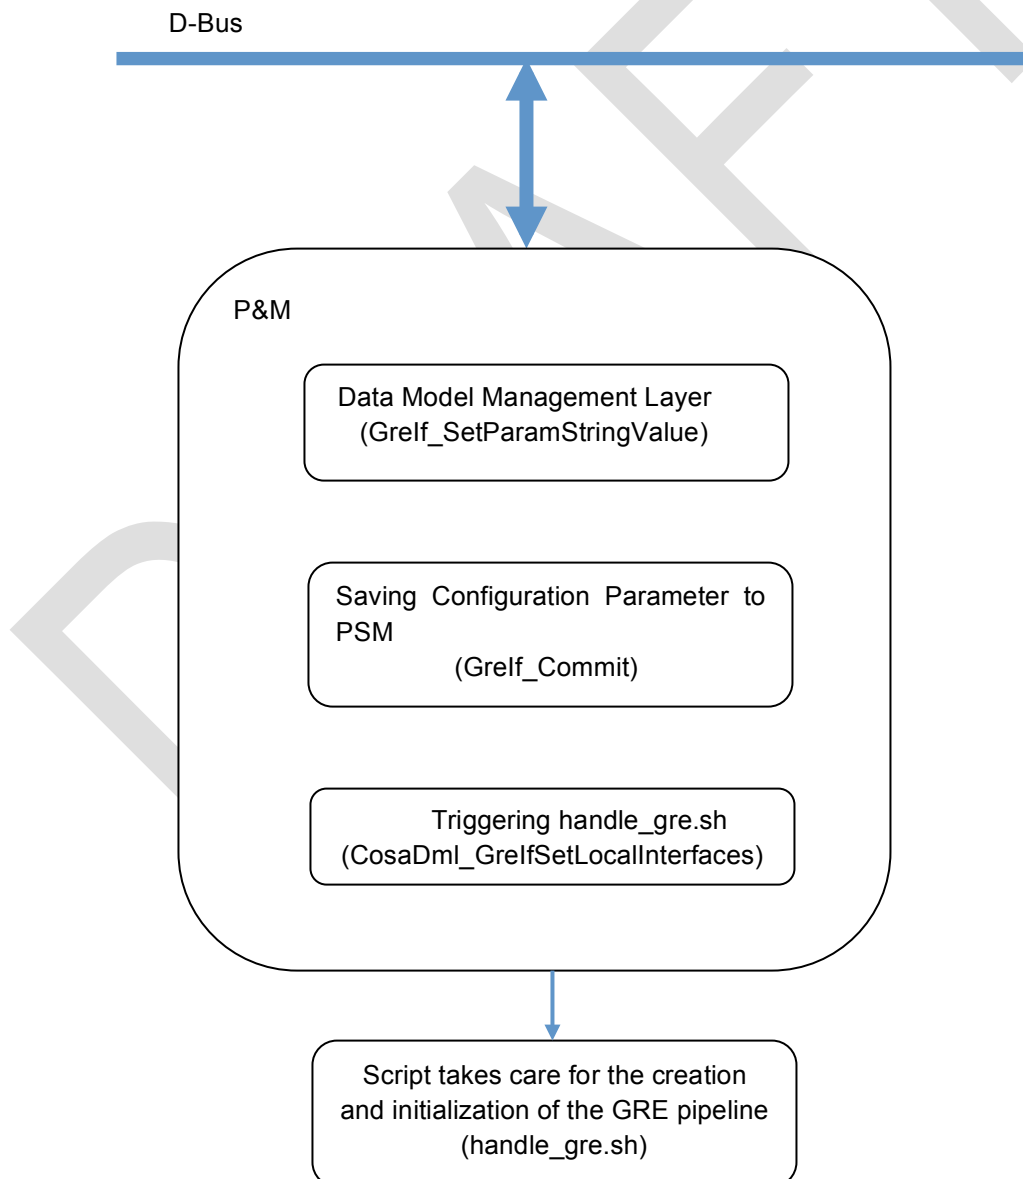 D-Bus
P&M
Data Model Management Layer
(GreIf_SetParamStringValue)
Saving Configuration Parameter to
PSM
(GreIf_Commit)
Triggering handle_gre.sh
(CosaDml_GreIfSetLocalInterfaces)
Script takes care for the creation
and initialization of the GRE pipeline
(handle_gre.sh)